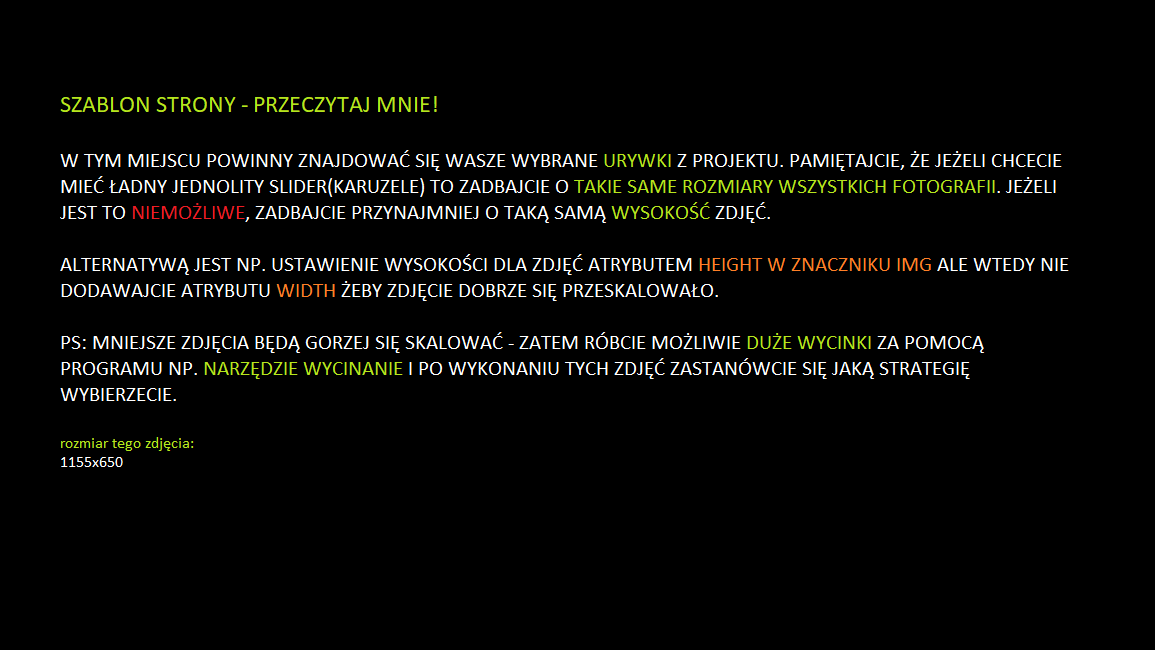 SZABLON STRONY - PRZECZYTAJ MNIE!
W TYM MIEJSCU POWINNY ZNAJDOWAĆ SIĘ WASZE WYBRANE URYWKI Z PROJEKTU. PAMIĘTAJCIE, ŻE JEŻELI CHCECIE
MIEĆ ŁADNY JEDNOLITY SLIDER(KARUZELE) TO ZADBAJCIE O TAKIE SAME ROZMIARY WSZYSTKICH FOTOGRAFII. JEŻELI
JEST TO NIEMOŻLIWE, ZADBAJCIE PRZYNAJMNIEJ O TAKĄ SAMĄ WYSOKOŚĆ ZDJĘĆ.
ALTERNATYWĄ JEST NP. USTAWIENIE WYSOKOŚCI DLA ZDJĘĆ ATRYBUTEM HEIGHT W ZNACZNIKU IMG ALE WTEDY NIE
DODAWAJCIE ATRYBUTU WIDTH ŻEBY ZDJĘCIE DOBRZE SIĘ PRZESKALOWAŁO.
PS: MNIEJSZE ZDJĘCIA BĘDĄ GORZEJ SIĘ SKALOWAĆ - ZATEM RÓBCIE MOŻLIWIE DUŻE WYCINKI ZA POMOCĄ
PROGRAMU NP. NARZĘDZIE WYCINANIE I PO WYKONANIU TYCH ZDJĘĆ ZASTANÓWCIE SIĘ JAKĄ STRATEGIĘ
WYBIERZECIE.
rozmiar tego zdjęcia:
1155x650